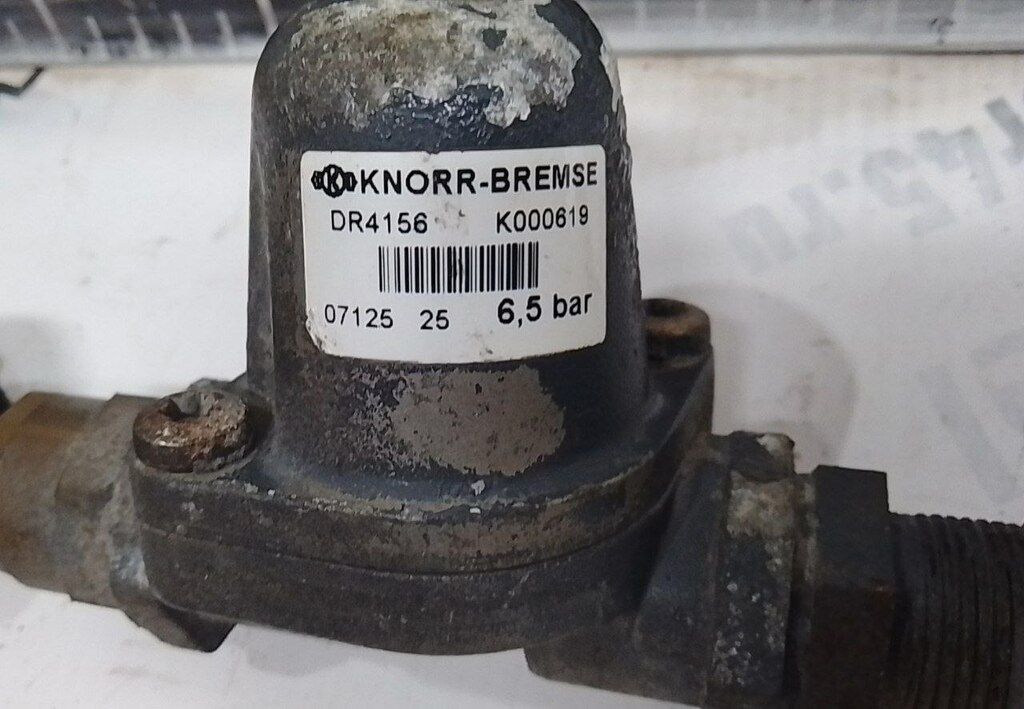 KNORR-BREMSE
DR4156 K000619
07125 25 6,5 bar